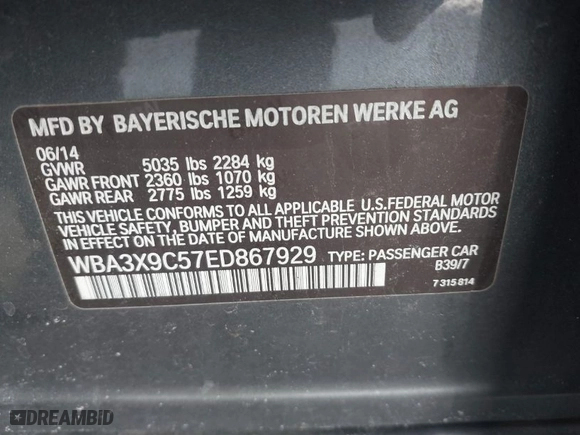 MFD BY BAYERISCHE MOTOREN WERKE AG
06/14
GVWR 5035 lbs 2284 kg
GAWR FRONT 2360 lbs 1070 kg
GAWR REAR 2775 lbs 1259 kg
THIS VEHICLE CONFORMS TO ALL APPLICABLE U.S.FEDERAL MOTOR
VEHICLE SAFETY, BUMPER, AND THEFT PREVENTION STANDARDS
IN EFFECT ON THE DATE OF MANUFACTURE SHOWN ABOVE.
WBA3X9C57ED867929 TYPE: PASSENGER CAR
B39/7
7 315 814
DREAMBID